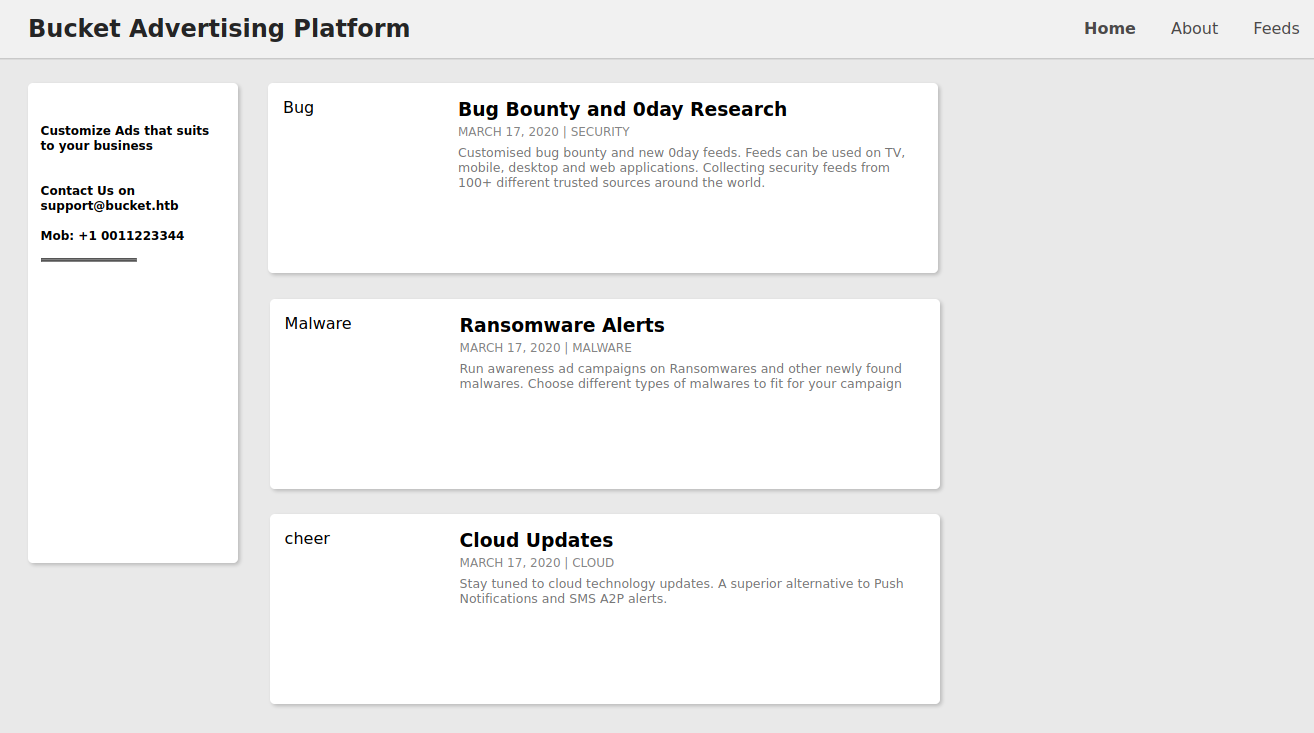 Bucket Advertising Platform
Home About Feeds
Customize Ads that suits
to your business
Contact Us on
support@bucket.htb
Mob: +1 0011223344
Bug
Bug Bounty and 0day Research
MARCH 17, 2020 | SECURITY
Customised bug bounty and new 0day feeds. Feeds can be used on TV,
mobile, desktop and web applications. Collecting security feeds from
100+ different trusted sources around the world.
Malware
Ransomware Alerts
MARCH 17, 2020 | MALWARE
Run awareness ad campaigns on Ransomwares and other newly found
malwares. Choose different types of malwares to fit for your campaign
cheer
Cloud Updates
MARCH 17, 2020 | CLOUD
Stay tuned to cloud technology updates. A superior alternative to Push
Notifications and SMS A2P alerts.